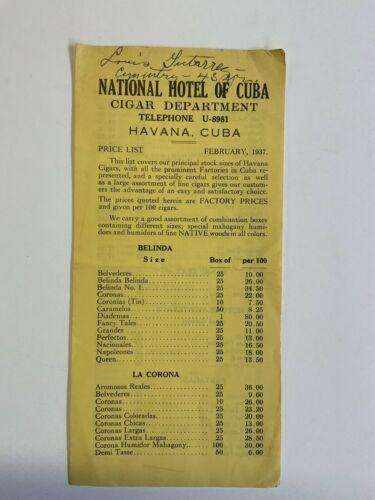 Louis Gutarres
NATIONAL HOTEL OF CUBA
CIGAR DEPARTMENT
TELEPHONE U-8981
HAVANA, CUBA
PRICE LIST FEBRUARY, 1937.
This list covers our principal stock sizes of Havana
Cigars, with all the prominent Factories in Cuba re-
presented, and a specially careful selection as well
as a large assortment of fine cigars gives our custom-
ers the advantage of an easy and satisfactory choice.
The prices quoted herein are FACTORY PRICES
and given per 100 cigars.
We carry a good assortment of combination boxes
containing different sizes; special mahogany humi-
dors and humidors of fine NATIVE woods in all colors.
BELINDA
Size Box of per 100
Belvederes 25 10.00
Belinda Belinda 25 26.00
Belinda No. 1 25 34.50
Coronas 25 22.00
Coronias (Tin) 10 7.50
Caramelos 50 8.25
Diademas 1 80.00
Fancy Tales 25 20.50
Grandes 25 11.00
Perfectos 25 13.00
Nacionales 25 16.50
Napoleones 25 18.00
Queen 25 13.50
LA CORONA
Aromosos Reales 25 36.00
Belvederes 25 9.60
Coronas 10 26.00
Coronas 25 23.20
Coronas Coloradas 25 20.00
Coronas Chicas 25 13.00
Coronas Largas 25 26.00
Coronas Extra Largas 25 28.50
Corona Humidor Mahogany 100 30.00
Demi Tasse 50 6.00